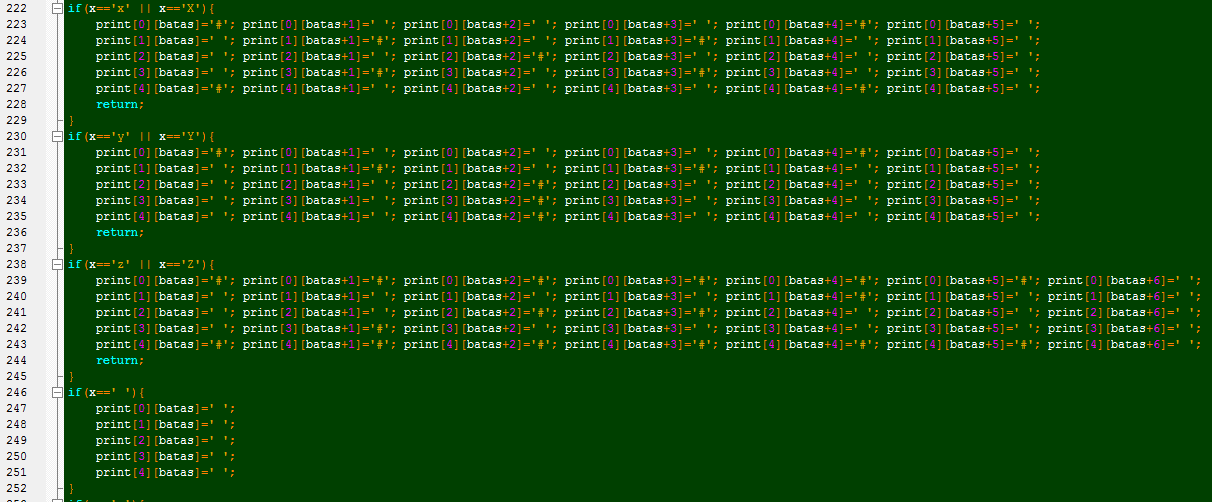 222 if(x=='x' || x=='X'){
223 print[0][batas]='#'; print[0][batas+1]=' '; print[0][batas+2]=' '; print[0][batas+3]=' '; print[0][batas+4]='#'; print[0][batas+5]=' ';
224 print[1][batas]=' '; print[1][batas+1]='#'; print[1][batas+2]=' '; print[1][batas+3]='#'; print[1][batas+4]=' '; print[1][batas+5]=' ';
225 print[2][batas]=' '; print[2][batas+1]=' '; print[2][batas+2]='#'; print[2][batas+3]=' '; print[2][batas+4]=' '; print[2][batas+5]=' ';
226 print[3][batas]=' '; print[3][batas+1]='#'; print[3][batas+2]=' '; print[3][batas+3]='#'; print[3][batas+4]=' '; print[3][batas+5]=' ';
227 print[4][batas]='#'; print[4][batas+1]=' '; print[4][batas+2]=' '; print[4][batas+3]=' '; print[4][batas+4]='#'; print[4][batas+5]=' ';
228 return;
229 }
230 if(x=='y' || x=='Y'){
231 print[0][batas]='#'; print[0][batas+1]=' '; print[0][batas+2]=' '; print[0][batas+3]=' '; print[0][batas+4]='#'; print[0][batas+5]=' ';
232 print[1][batas]=' '; print[1][batas+1]='#'; print[1][batas+2]=' '; print[1][batas+3]='#'; print[1][batas+4]=' '; print[1][batas+5]=' ';
233 print[2][batas]=' '; print[2][batas+1]=' '; print[2][batas+2]='#'; print[2][batas+3]=' '; print[2][batas+4]=' '; print[2][batas+5]=' ';
234 print[3][batas]=' '; print[3][batas+1]=' '; print[3][batas+2]='#'; print[3][batas+3]=' '; print[3][batas+4]=' '; print[3][batas+5]=' ';
235 print[4][batas]=' '; print[4][batas+1]=' '; print[4][batas+2]='#'; print[4][batas+3]=' '; print[4][batas+4]=' '; print[4][batas+5]=' ';
236 return;
237 }
238 if(x=='z' || x=='Z'){
239 print[0][batas]='#'; print[0][batas+1]='#'; print[0][batas+2]='#'; print[0][batas+3]='#'; print[0][batas+4]='#'; print[0][batas+5]='#'; print[0][batas+6]=' ';
240 print[1][batas]=' '; print[1][batas+1]=' '; print[1][batas+2]=' '; print[1][batas+3]=' '; print[1][batas+4]='#'; print[1][batas+5]=' '; print[1][batas+6]=' ';
241 print[2][batas]=' '; print[2][batas+1]=' '; print[2][batas+2]='#'; print[2][batas+3]='#'; print[2][batas+4]=' '; print[2][batas+5]=' '; print[2][batas+6]=' ';
242 print[3][batas]=' '; print[3][batas+1]='#'; print[3][batas+2]=' '; print[3][batas+3]=' '; print[3][batas+4]=' '; print[3][batas+5]=' '; print[3][batas+6]=' ';
243 print[4][batas]='#'; print[4][batas+1]='#'; print[4][batas+2]='#'; print[4][batas+3]='#'; print[4][batas+4]='#'; print[4][batas+5]='#'; print[4][batas+6]=' ';
244 return;
245 }
246 if(x==' '){
247 print[0][batas]=' ';
248 print[1][batas]=' ';
249 print[2][batas]=' ';
250 print[3][batas]=' ';
251 print[4][batas]=' ';
252 }